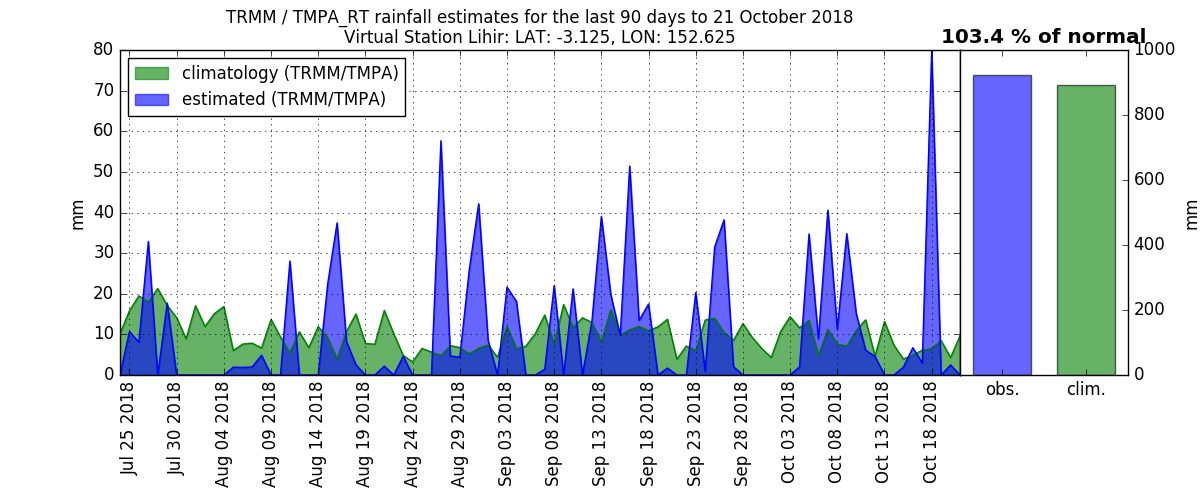 TRMM / TMPA_RT rainfall estimates for the last 90 days to 21 October 2018
Virtual Station Lihir: LAT: -3.125, LON: 152.625
103.4 % of normal
climatology (TRMM/TMPA)
estimated (TRMM/TMPA)
80
70
60
50
40
30
20
10
0
mm
Jul 25 2018
Jul 30 2018
Aug 04 2018
Aug 09 2018
Aug 14 2018
Aug 19 2018
Aug 24 2018
Aug 29 2018
Sep 03 2018
Sep 08 2018
Sep 13 2018
Sep 18 2018
Sep 23 2018
Sep 28 2018
Oct 03 2018
Oct 08 2018
Oct 13 2018
Oct 18 2018
1000
800
600
400
200
0
mm
obs.
clim.